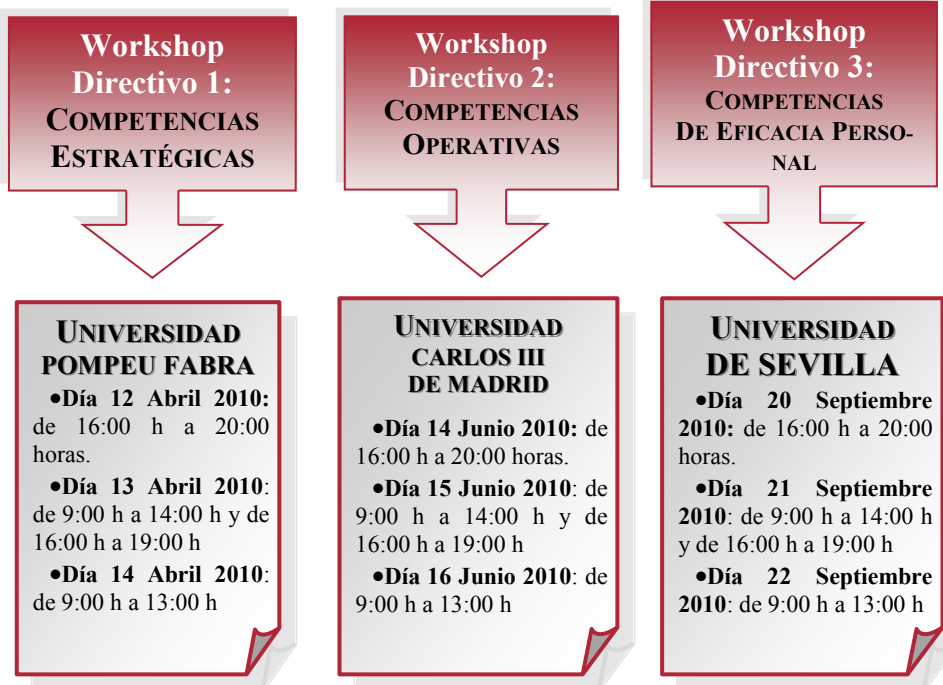 Workshop
Directivo 1:
COMPETENCIAS
ESTRATÉGICAS
UNIVERSIDAD
POMPEU FABRA
•Día 12 Abril 2010:
de 16:00 h a 20:00
horas.
•Día 13 Abril 2010:
de 9:00 h a 14:00 h y de
16:00 h a 19:00 h
•Día 14 Abril 2010:
de 9:00 h a 13:00 h
Workshop
Directivo 2:
COMPETENCIAS
OPERATIVAS
UNIVERSIDAD
CARLOS III
DE MADRID
•Día 14 Junio 2010: de
16:00 h a 20:00 horas.
•Día 15 Junio 2010: de
9:00 h a 14:00 h y de
16:00 h a 19:00 h
•Día 16 Junio 2010: de
9:00 h a 13:00 h
Workshop
Directivo 3:
COMPETENCIAS
DE EFICACIA PERSO-
NAL
UNIVERSIDAD
DE SEVILLA
•Día 20 Septiembre
2010: de 16:00 h a 20:00
horas.
•Día 21 Septiembre
2010: de 9:00 h a 14:00 h
y de 16:00 h a 19:00 h
•Día 22 Septiembre
2010: de 9:00 h a 13:00 h